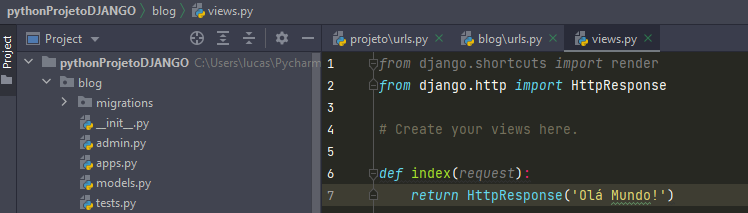 pythonProjetoDJANGO blog views.py
Project
Project
projeto\urls.py blog\urls.py views.py
pythonProjetoDJANGO C:\Users\lucas\Pycharm
blog
migrations
__init__.py
admin.py
apps.py
models.py
tests.py
1 from django.shortcuts import render
2 from django.http import HttpResponse
3
4 # Create your views here.
5
6 def index(request):
7 return HttpResponse('Olá Mundo!')